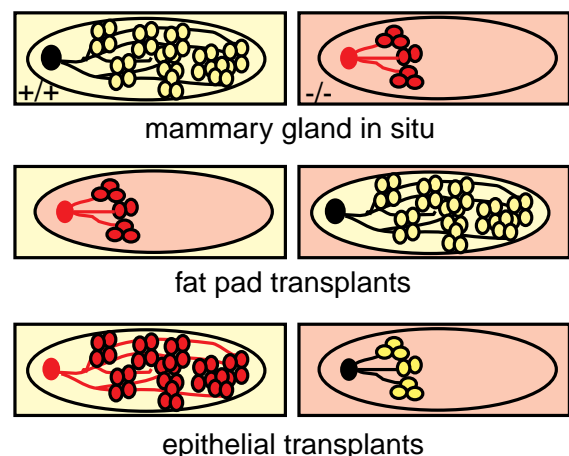 +/+
-/-
mammary gland in situ
fat pad transplants
epithelial transplants